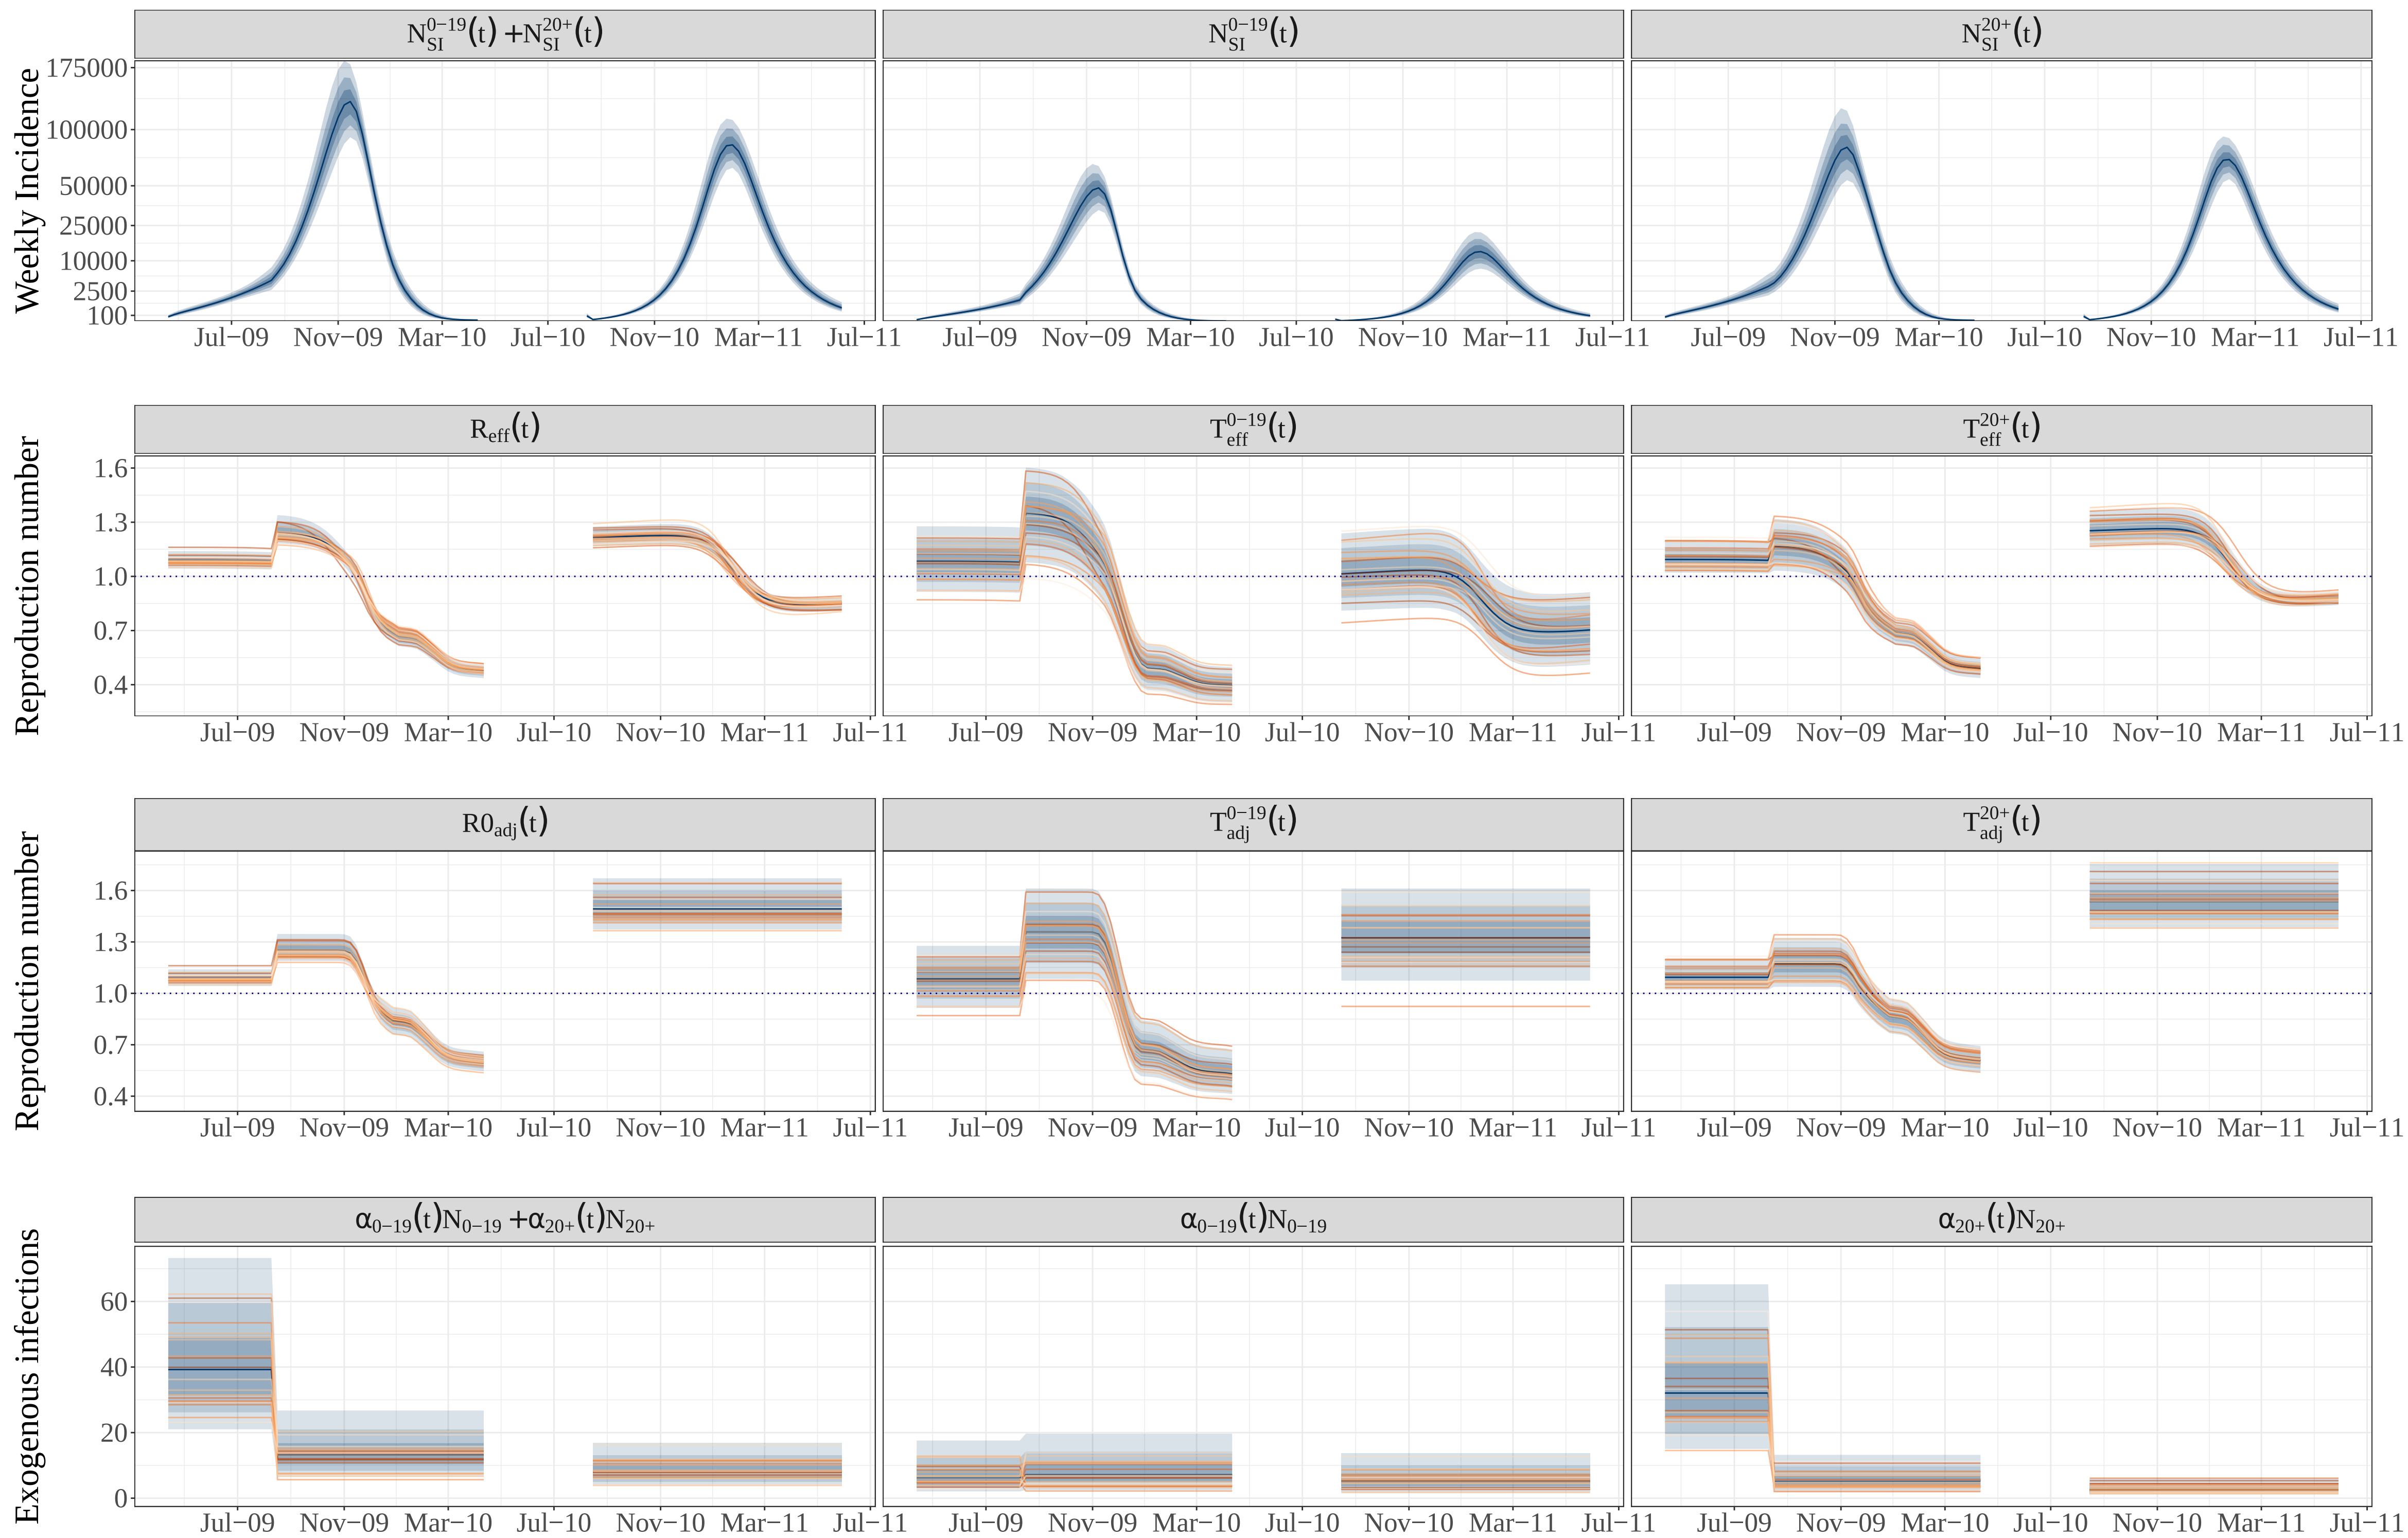 N_SI^0−19(t) +N_SI^20+(t) N_SI^0−19(t) N_SI^20+(t)
Weekly Incidence
175000
100000
50000
25000
10000
2500
100
Jul−09 Nov−09 Mar−10 Jul−10 Nov−10 Mar−11 Jul−11 Jul−09 Nov−09 Mar−10 Jul−10 Nov−10 Mar−11 Jul−11 Jul−09 Nov−09 Mar−10 Jul−10 Nov−10 Mar−11 Jul−11
R_eff(t) T_eff^0−19(t) T_eff^20+(t)
Reproduction number
1.6
1.3
1.0
0.7
0.4
Jul−09 Nov−09 Mar−10 Jul−10 Nov−10 Mar−11 Jul−11 Jul−09 Nov−09 Mar−10 Jul−10 Nov−10 Mar−11 Jul−11 Jul−09 Nov−09 Mar−10 Jul−10 Nov−10 Mar−11 Jul−11
R0_adj(t) T_adj^0−19(t) T_adj^20+(t)
Reproduction number
1.6
1.3
1.0
0.7
0.4
Jul−09 Nov−09 Mar−10 Jul−10 Nov−10 Mar−11 Jul−11 Jul−09 Nov−09 Mar−10 Jul−10 Nov−10 Mar−11 Jul−11 Jul−09 Nov−09 Mar−10 Jul−10 Nov−10 Mar−11 Jul−11
α_0−19(t)N_0−19 +α_20+(t)N_20+ α_0−19(t)N_0−19 α_20+(t)N_20+
Exogenous infections
60
40
20
0
Jul−09 Nov−09 Mar−10 Jul−10 Nov−10 Mar−11 Jul−11 Jul−09 Nov−09 Mar−10 Jul−10 Nov−10 Mar−11 Jul−11 Jul−09 Nov−09 Mar−10 Jul−10 Nov−10 Mar−11 Jul−11